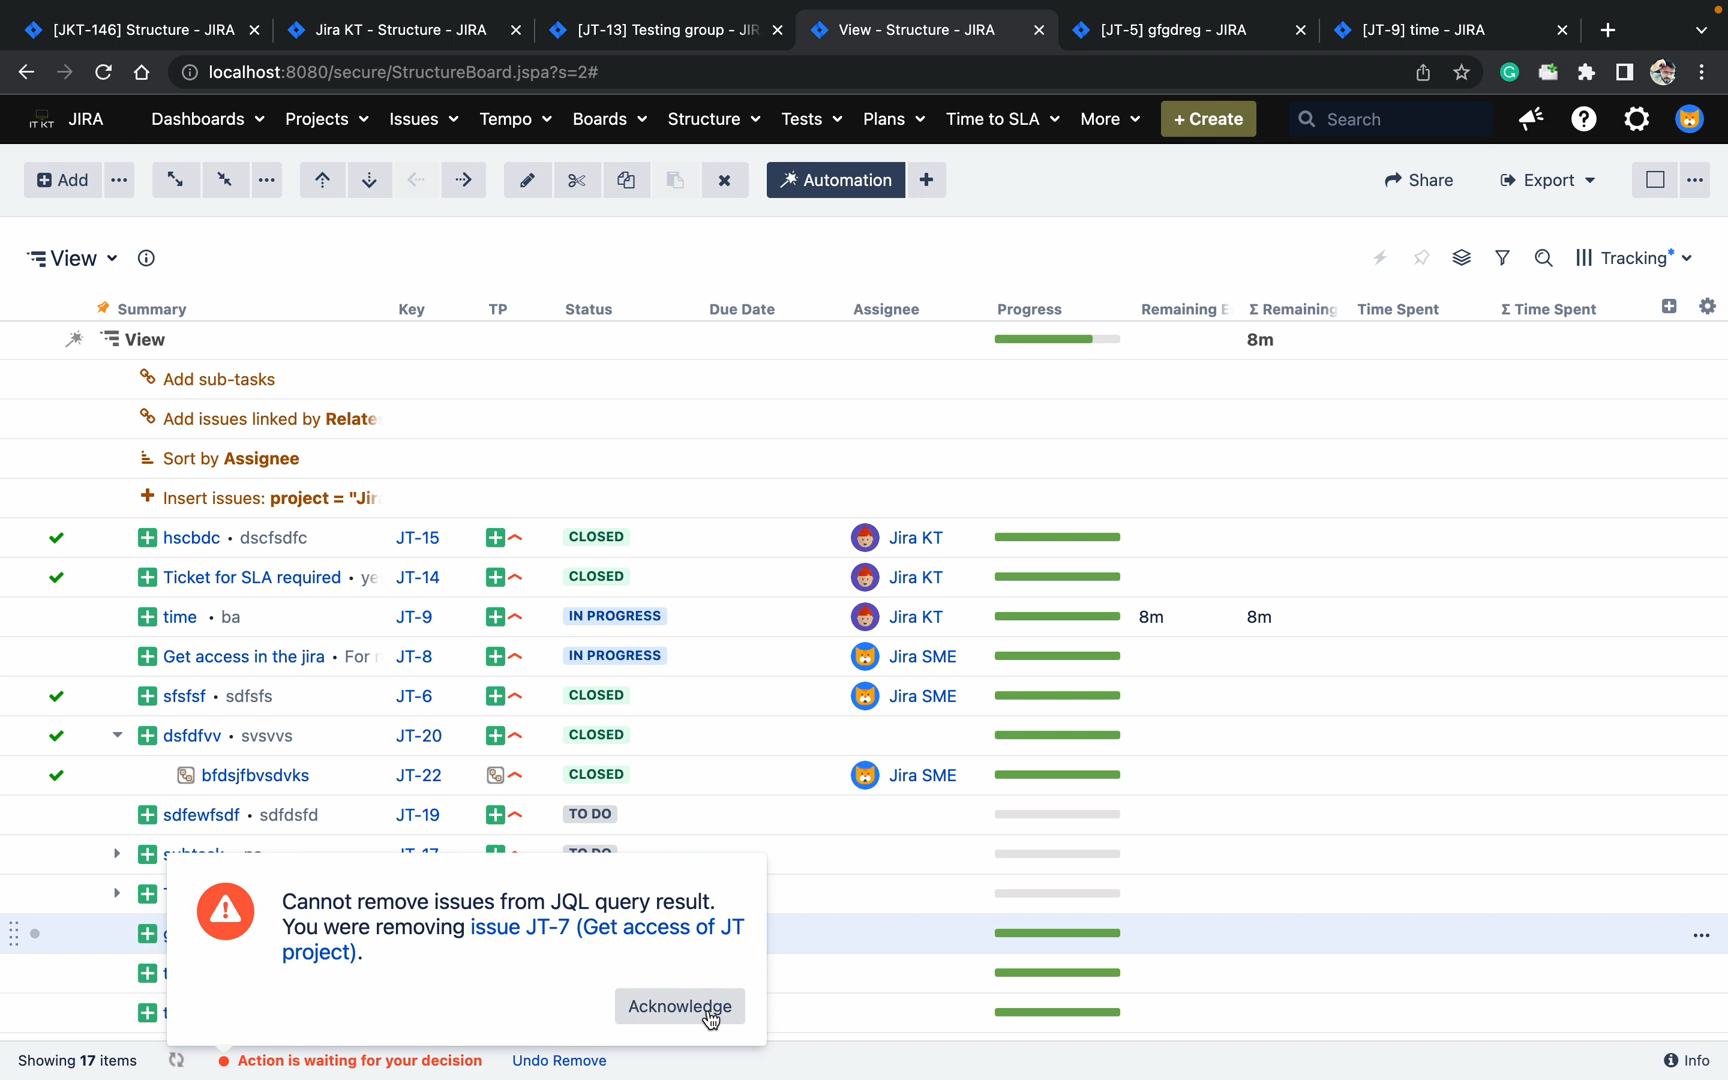 [JKT-146] Structure - JIRA
Jira KT - Structure - JIRA
[JT-13] Testing group - JIR
View - Structure - JIRA
[JT-5] gfgdreg - JIRA
[JT-9] time - JIRA
localhost:8080/secure/StructureBoard.jspa?s=2#
IT KT JIRA Dashboards Projects Issues Tempo Boards Structure Tests Plans Time to SLA More + Create Search
Add Automation Share Export
View Tracking*
Summary Key TP Status Due Date Assignee Progress Remaining E Σ Remaining Time Spent Σ Time Spent
View 8m
Add sub-tasks
Add issues linked by Relate
Sort by Assignee
Insert issues: project = "Jir
hscbdc • dscfsdfc JT-15 CLOSED Jira KT
Ticket for SLA required • ye JT-14 CLOSED Jira KT
time • ba JT-9 IN PROGRESS Jira KT 8m 8m
Get access in the jira • For JT-8 IN PROGRESS Jira SME
sfsfsf • sdfsfs JT-6 CLOSED Jira SME
dsfdfvv • svsvvs JT-20 CLOSED
bfdsjfbvsdvks JT-22 CLOSED Jira SME
sdfewfsdf • sdfdsfd JT-19 TO DO
Cannot remove issues from JQL query result.
You were removing issue JT-7 (Get access of JT
project).
Acknowledge
Showing 17 items Action is waiting for your decision Undo Remove Info